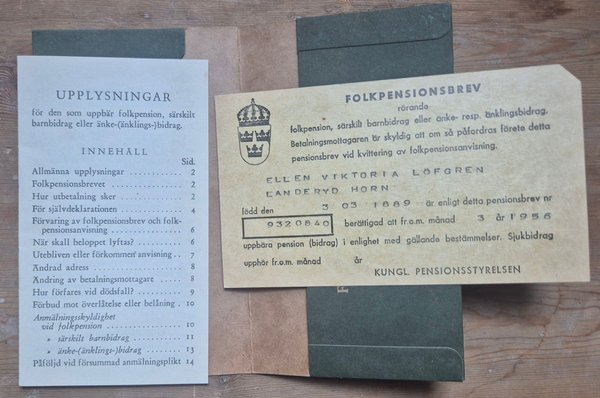 UPPLYSNINGAR
för den som uppbär folkpension, särskilt
barnbidrag eller änke-(änklings-)bidrag.
INNEHÅLL
Sid.
Allmänna upplysningar 2
Folkpensionsbrevet 2
Hur utbetalning sker 2
För självdeklarationen 4
Förvaring av pensionsbrev och folk-
pensionsanvisning 6
När skall beloppet lyftas? 6
Utebliven eller förkommen anvisning 7
Ändrad adress 8
Ändring av betalningsmottagare 8
Hur förfares vid dödsfall? 9
Förbud mot överlåtelse eller belåning 10
Anmälningsskyldighet
vid folkpension 10
» särskilt barnbidrag 11
» änke-(änklings-)bidrag 13
Påföljd vid försummad anmälningsplikt 14
FOLKPENSIONSBREV
rörande
folkpension, särskilt barnbidrag eller änke- resp. änklingsbidrag.
Betalningsmottagaren är skyldig att om så påfordras förete detta
pensionsbrev vid kvittering av folkpensionsanvisning.
ELLEN VIKTORIA LÖFGREN
LANDERYD HORN
född den 3 03 1889 är enligt detta pensionsbrev nr
9320840 berättigad att fr.o.m. månad 3 år 1956
uppbära pension (bidrag) i enlighet med gällande bestämmelser. Sjukbidrag
upphör fr.o.m. månad år
KUNGL. PENSIONSSTYRELSEN